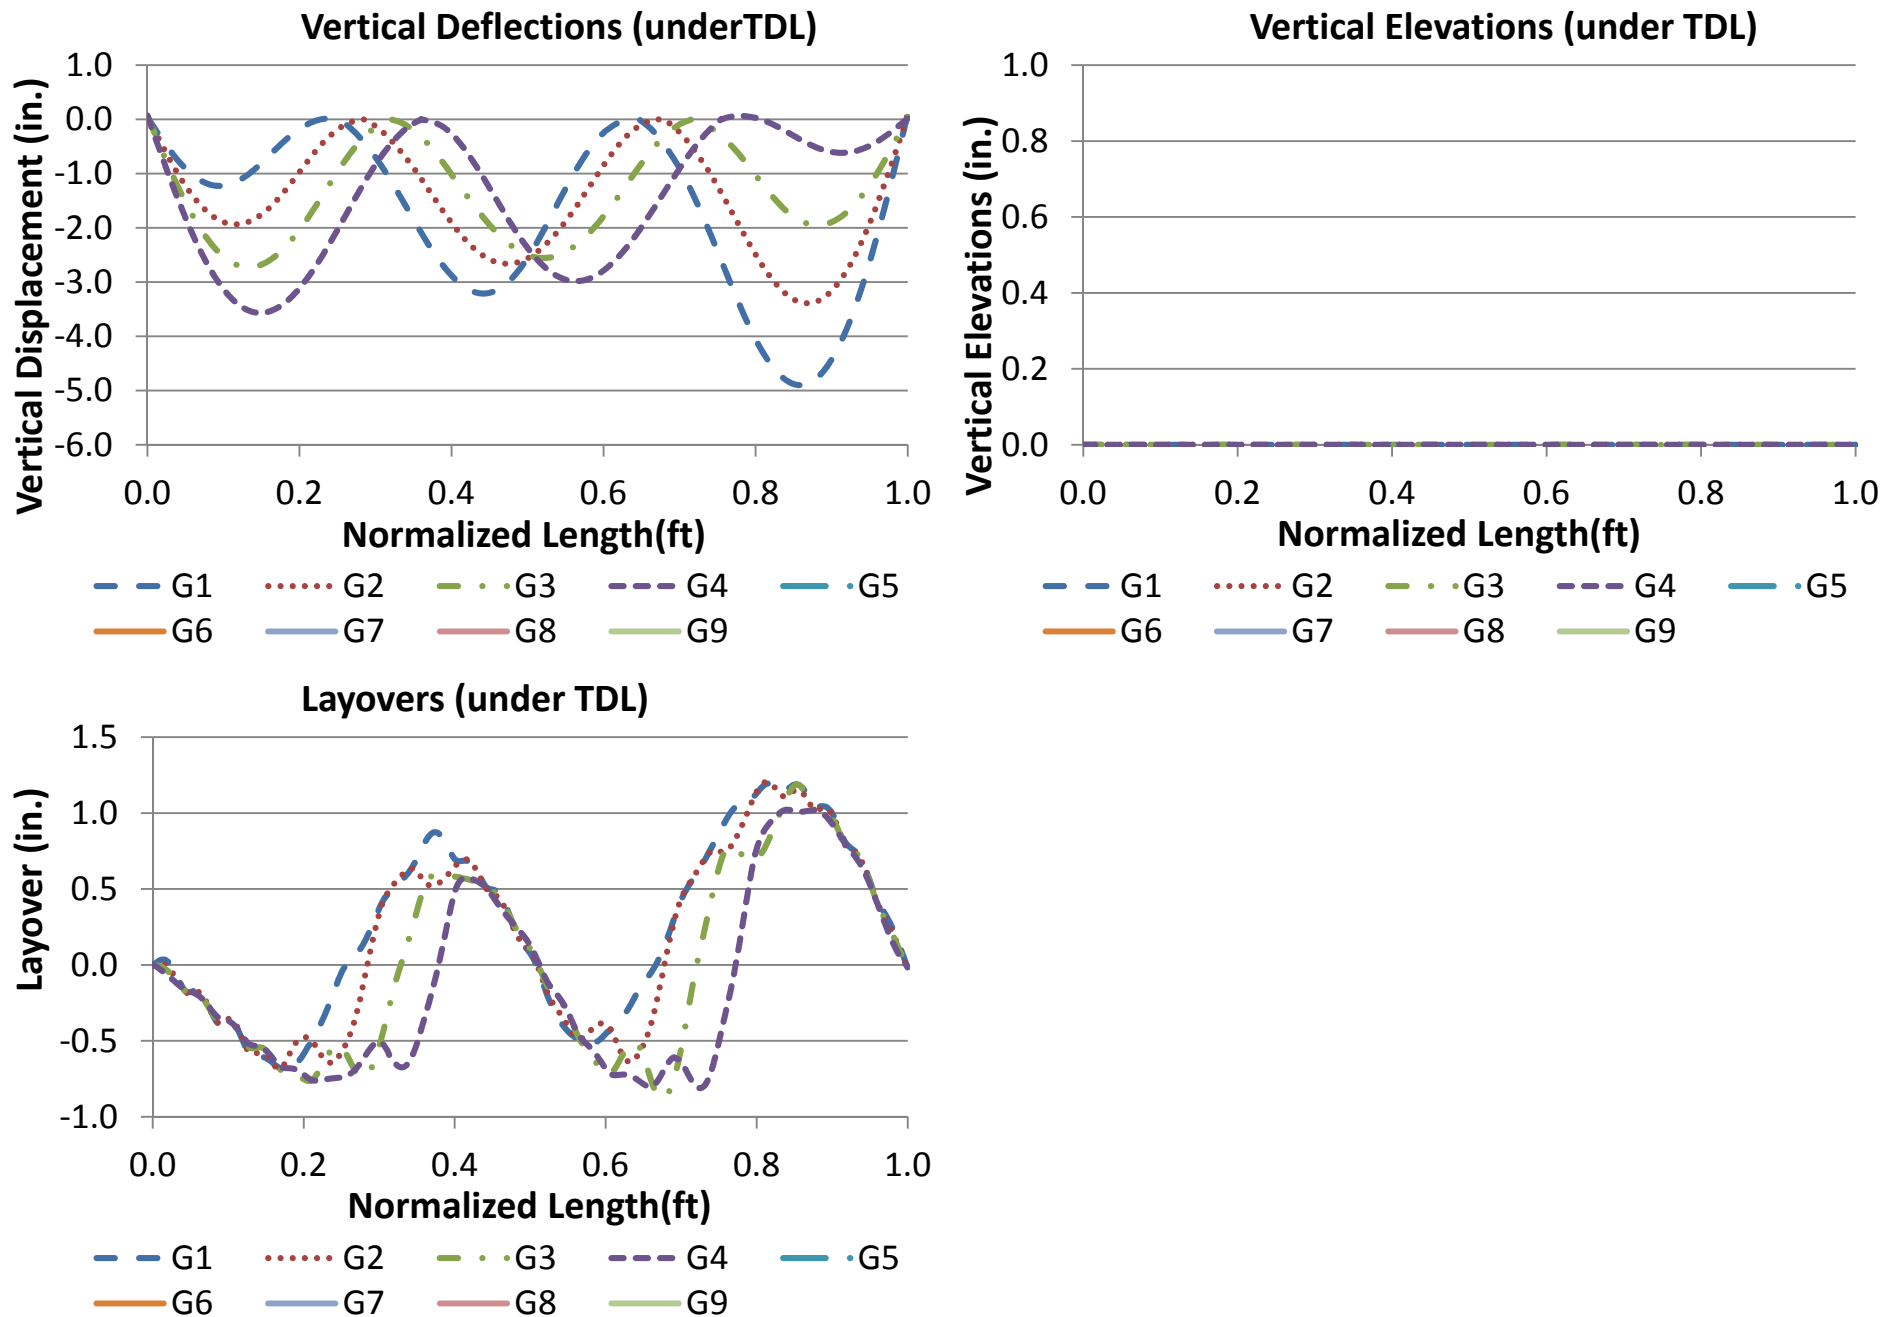 Vertical Deflections (underTDL)
Vertical Displacement (in.)
1.0
0.0
-1.0
-2.0
-3.0
-4.0
-5.0
-6.0
0.0 0.2 0.4 0.6 0.8 1.0
Normalized Length(ft)
G1 G2 G3 G4 G5
G6 G7 G8 G9
Vertical Elevations (under TDL)
Vertical Elevations (in.)
1.0
0.8
0.6
0.4
0.2
0.0
0.0 0.2 0.4 0.6 0.8 1.0
Normalized Length(ft)
G1 G2 G3 G4 G5
G6 G7 G8 G9
Layovers (under TDL)
Layover (in.)
1.5
1.0
0.5
0.0
-0.5
-1.0
0.0 0.2 0.4 0.6 0.8 1.0
Normalized Length(ft)
G1 G2 G3 G4 G5
G6 G7 G8 G9